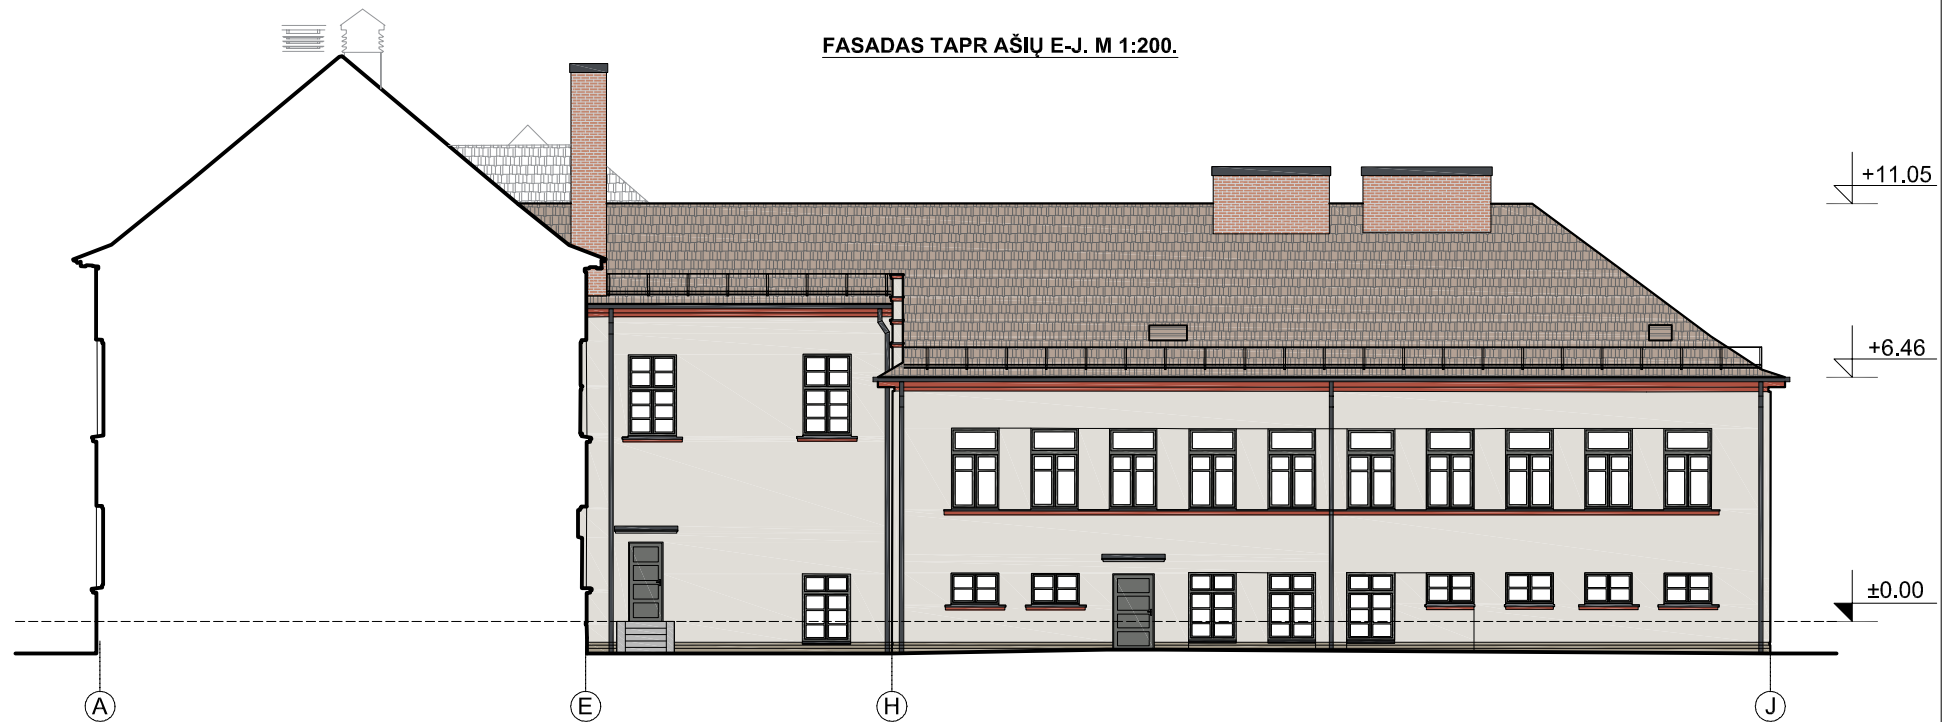 FASADAS TAPR AŠIŲ E-J. M 1:200.
+11.05
+6.46
±0.00
A E H J